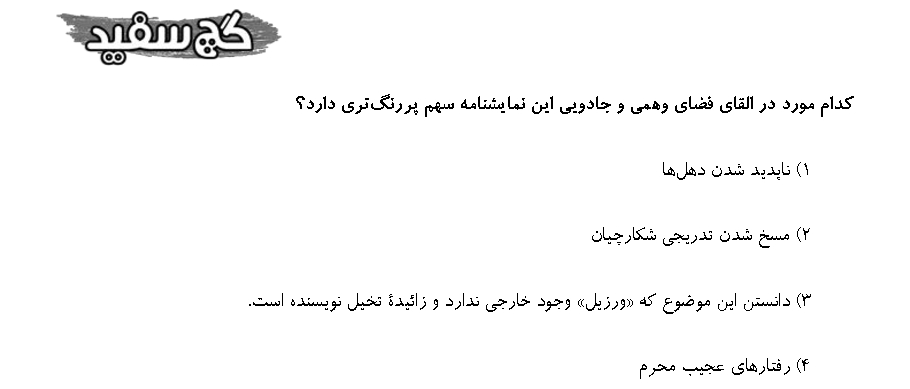 گچ سفید
کدام مورد در القای فضای وهمی و جادویی این نمایشنامه سهم پررنگ‌تری دارد؟
۱) ناپدید شدن دهل‌ها
۲) مسخ شدن تدریجی شکارچیان
۳) دانستن این موضوع که «ورزیل» وجود خارجی ندارد و زائیدهٔ تخیل نویسنده است.
۴) رفتارهای عجیب محرم